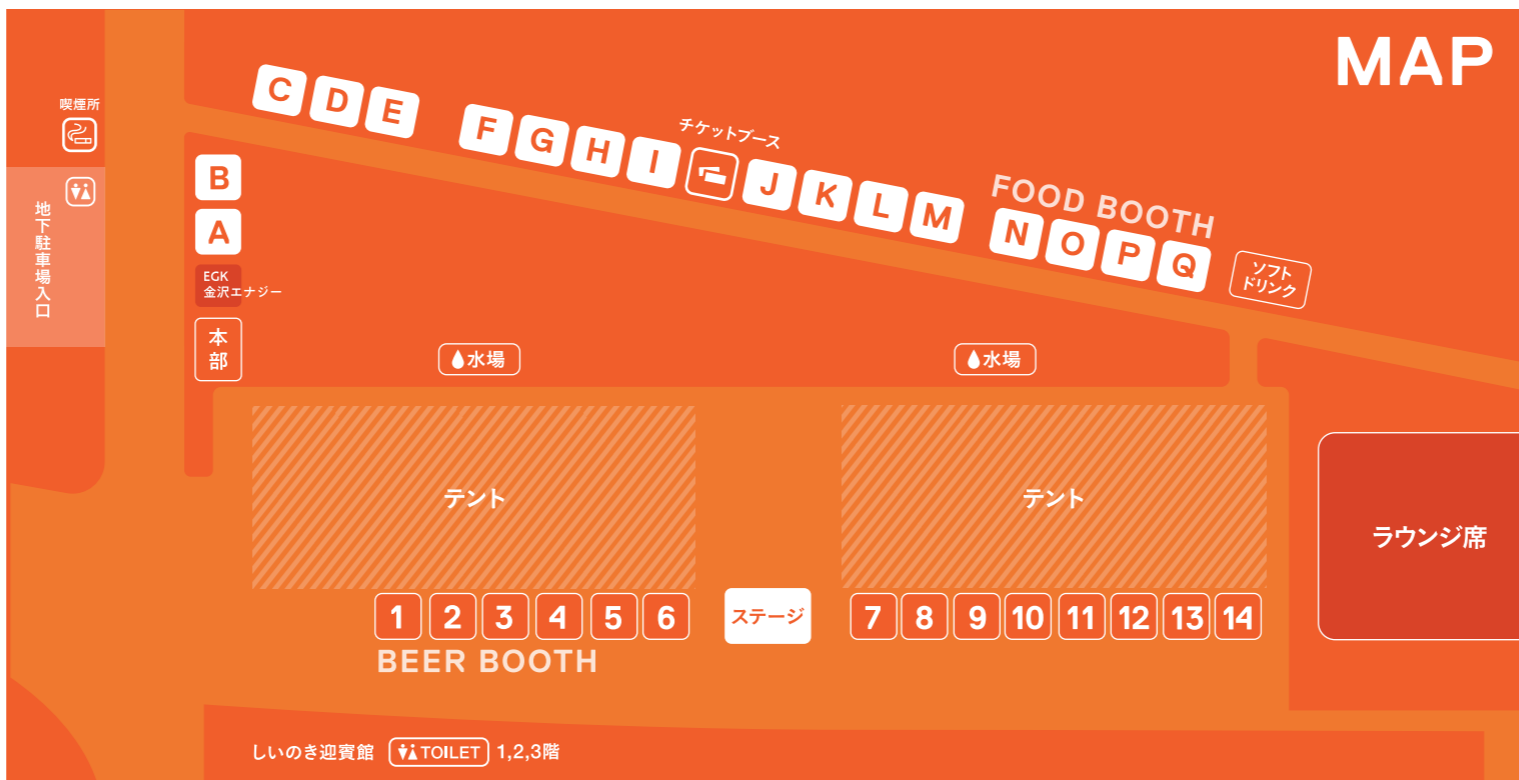 MAP
喫煙所
地下駐車場入口
C D E F G H I
チケットブース
J K L M
FOOD BOOTH
N O P Q
ソフト
ドリンク
B
A
EGK
金沢エナジー
本部
水場
水場
テント
テント
ラウンジ席
1 2 3 4 5 6
ステージ
7 8 9 10 11 12 13 14
BEER BOOTH
しいのき迎賓館 TOILET 1,2,3階